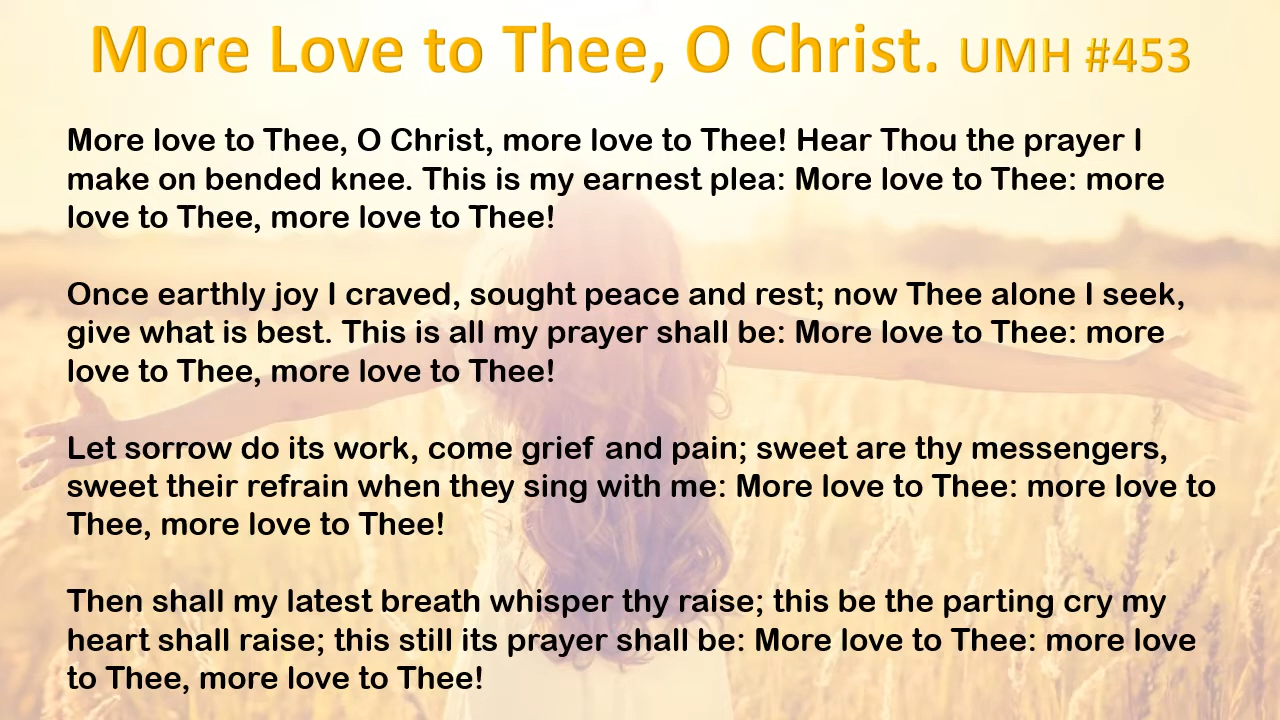 More Love to Thee, O Christ. UMH #453
More love to Thee, O Christ, more love to Thee! Hear Thou the prayer I
make on bended knee. This is my earnest plea: More love to Thee: more
love to Thee, more love to Thee!
Once earthly joy I craved, sought peace and rest; now Thee alone I seek,
give what is best. This is all my prayer shall be: More love to Thee: more
love to Thee, more love to Thee!
Let sorrow do its work, come grief and pain; sweet are thy messengers,
sweet their refrain when they sing with me: More love to Thee: more love to
Thee, more love to Thee!
Then shall my latest breath whisper thy raise; this be the parting cry my
heart shall raise; this still its prayer shall be: More love to Thee: more love
to Thee, more love to Thee!